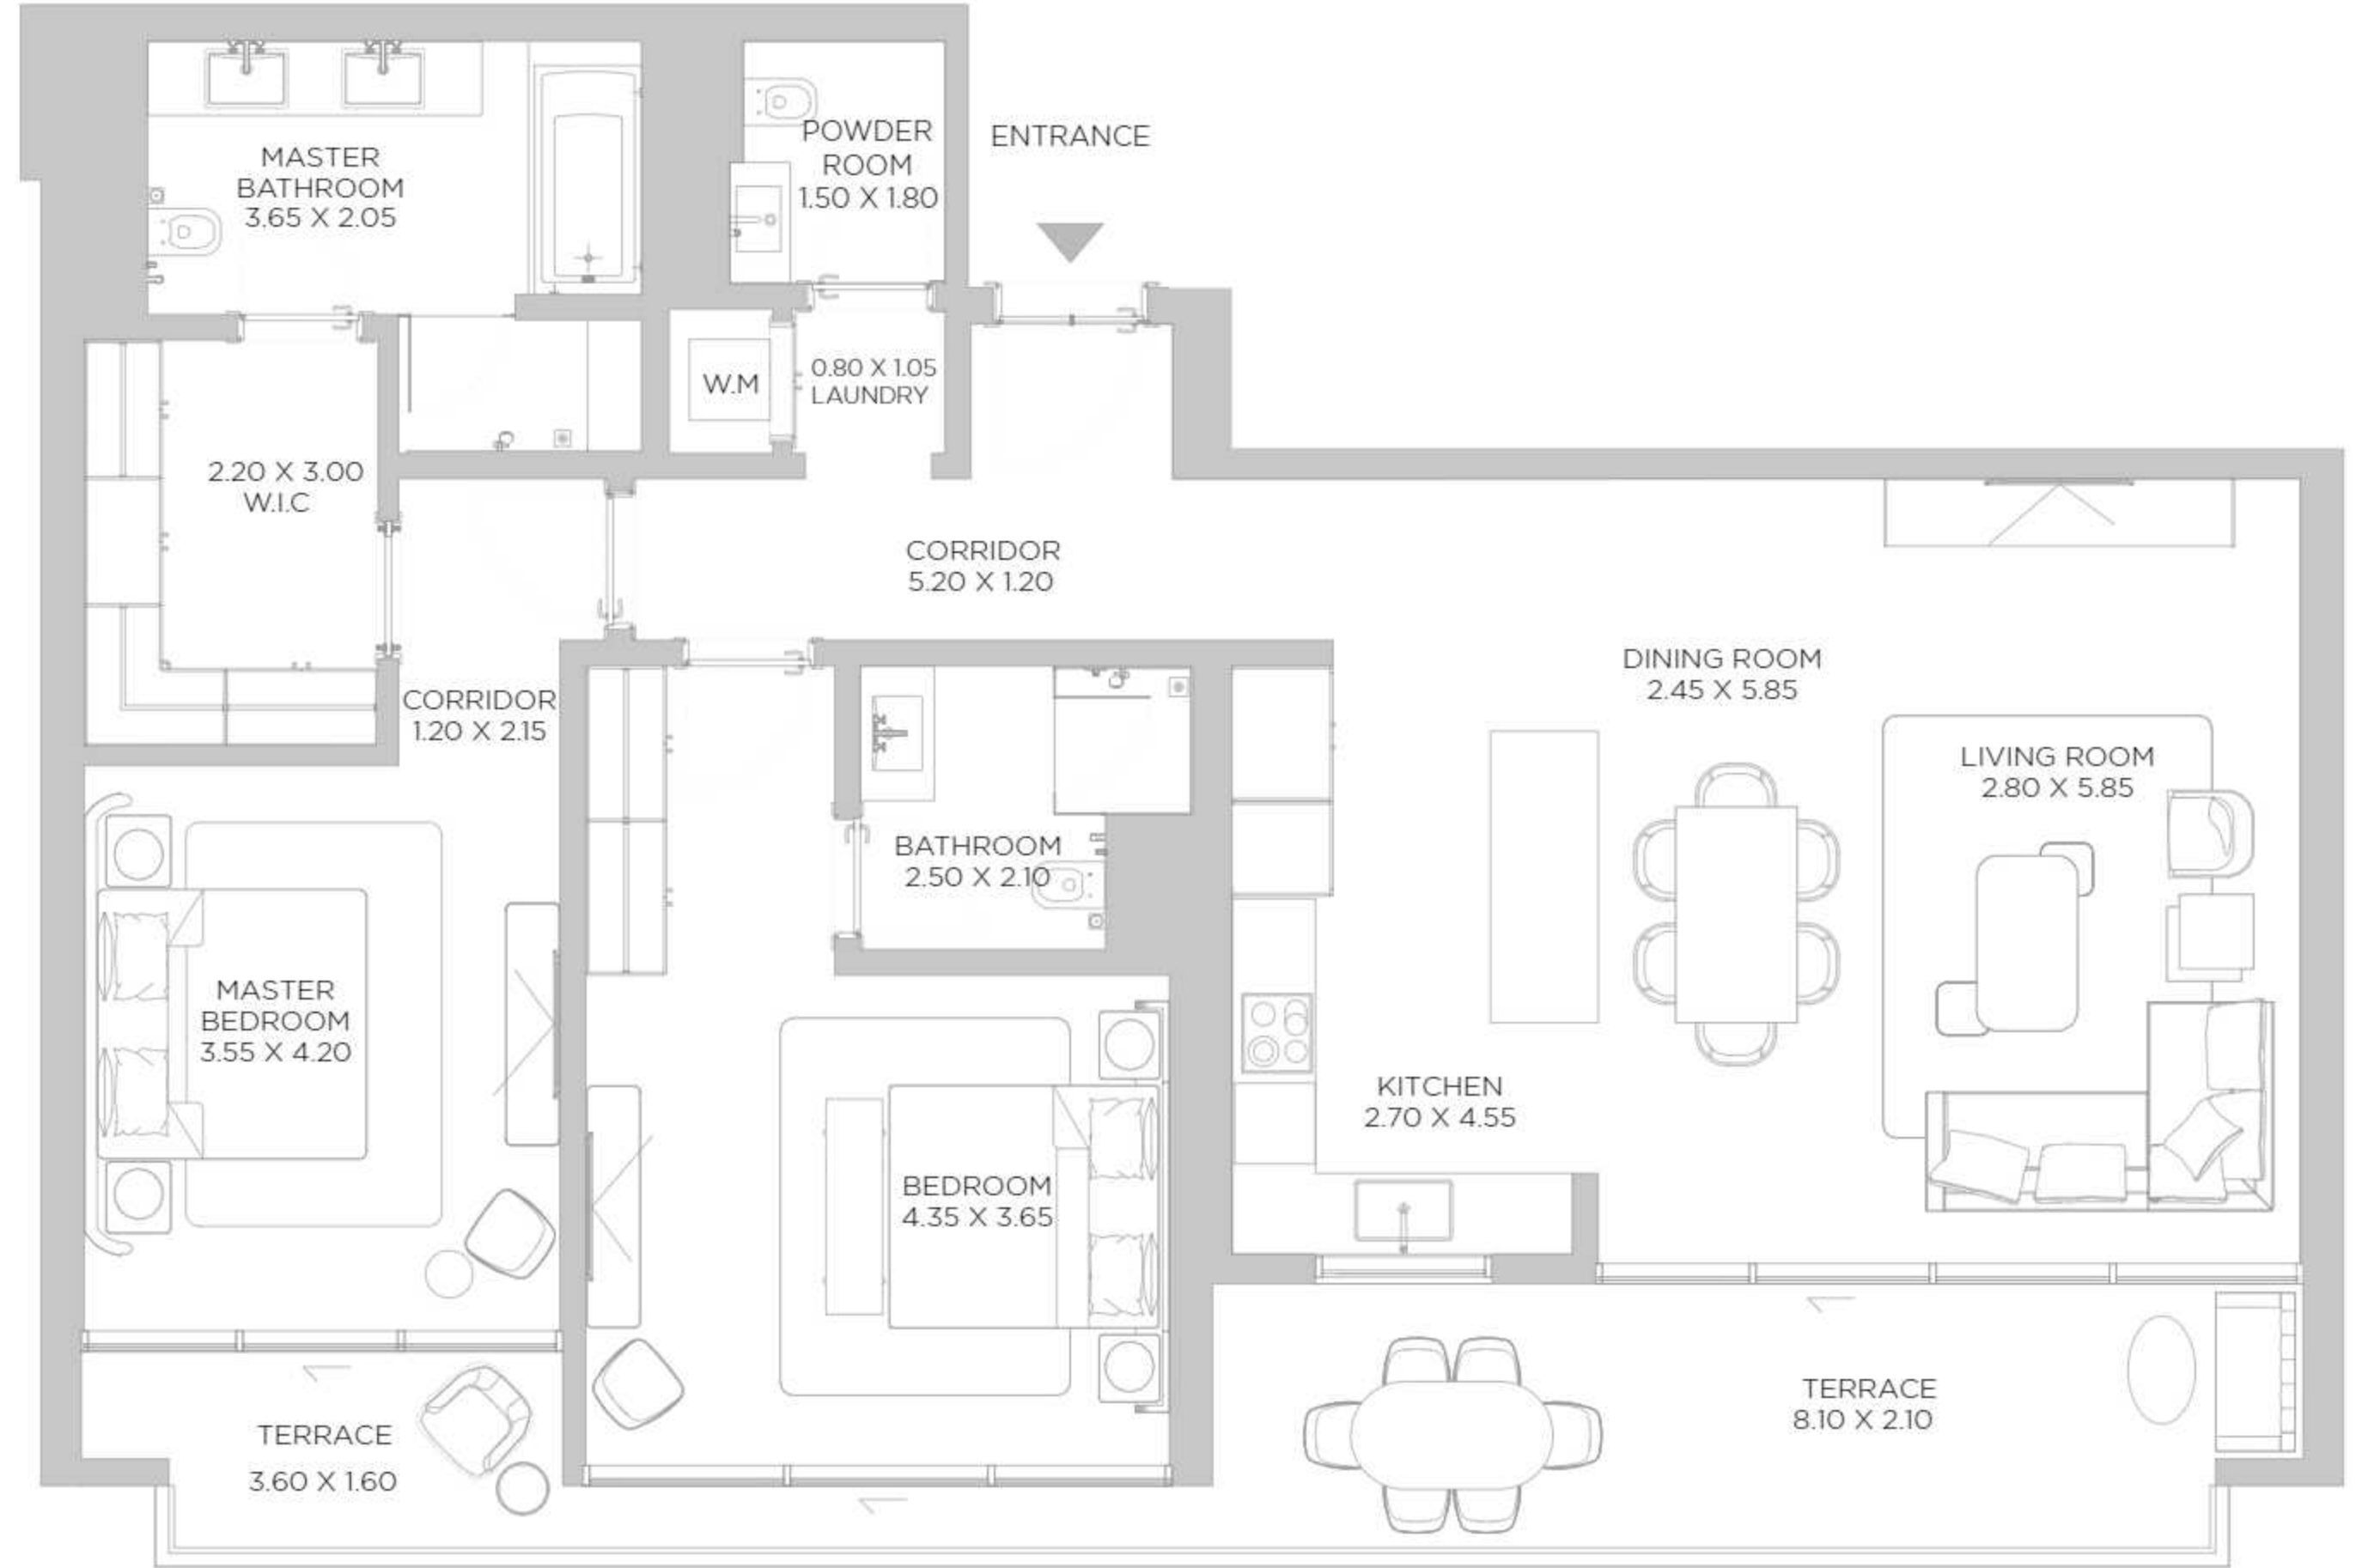 MASTER
BATHROOM
3.65 X 2.05
POWDER
ROOM
1.50 X 1.80
ENTRANCE
W.M
0.80 X 1.05
LAUNDRY
2.20 X 3.00
W.I.C
CORRIDOR
5.20 X 1.20
CORRIDOR
1.20 X 2.15
DINING ROOM
2.45 X 5.85
LIVING ROOM
2.80 X 5.85
BATHROOM
2.50 X 2.10
MASTER
BEDROOM
3.55 X 4.20
KITCHEN
2.70 X 4.55
BEDROOM
4.35 X 3.65
TERRACE
3.60 X 1.60
TERRACE
8.10 X 2.10